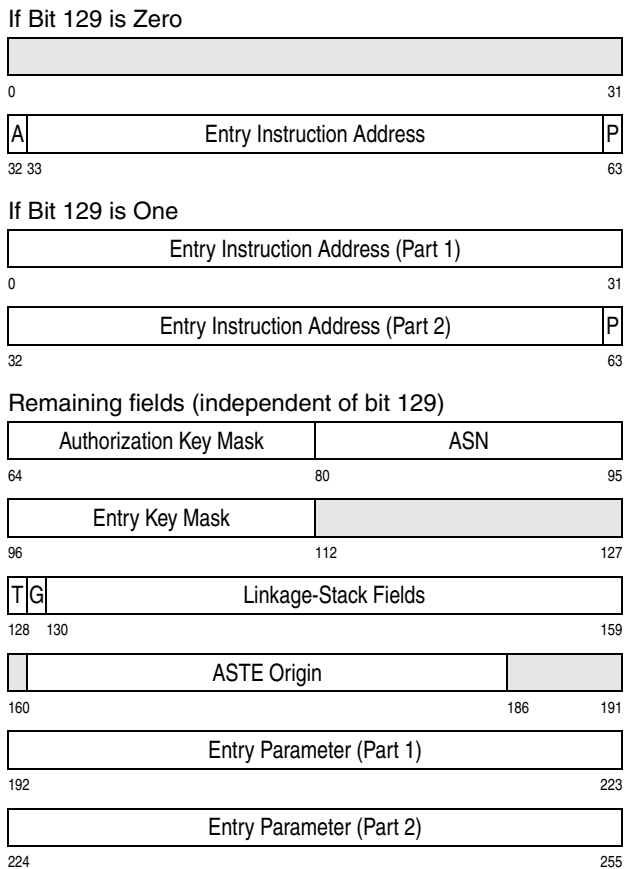 If Bit 129 is Zero
0 31
A Entry Instruction Address P
32 33 63
If Bit 129 is One
Entry Instruction Address (Part 1)
0 31
Entry Instruction Address (Part 2) P
32 63
Remaining fields (independent of bit 129)
Authorization Key Mask ASN
64 80 95
Entry Key Mask
96 112 127
T G Linkage-Stack Fields
128 130 159
ASTE Origin
160 186 191
Entry Parameter (Part 1)
192 223
Entry Parameter (Part 2)
224 255